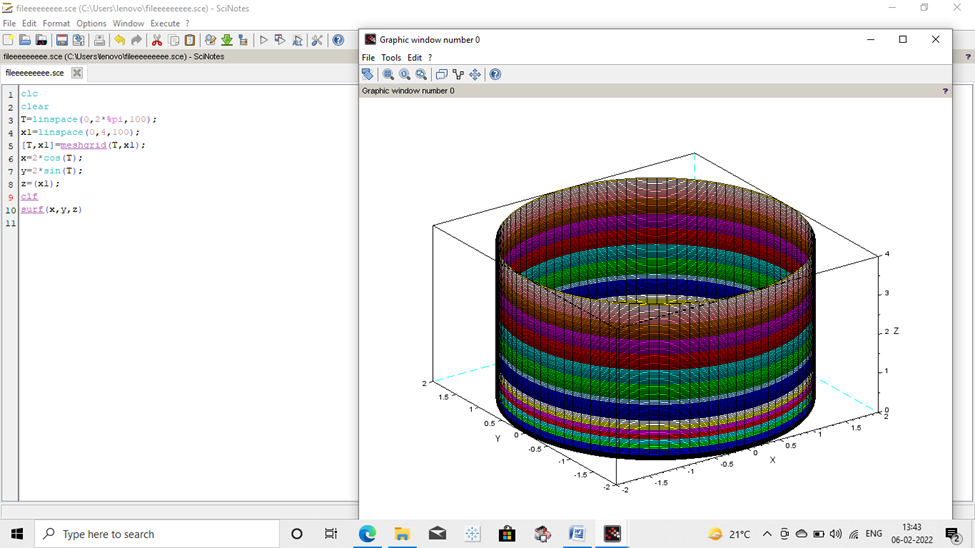 fileeeeeeeee.sce (C:\Users\lenovo\fileeeeeeeee.sce) - SciNotes
File Edit Format Options Window Execute ?
fileeeeeeeee.sce (C:\Users\lenovo\fileeeeeeeee.sce) - SciNotes
?
fileeeeeeeee.sce
1 clc
2 clear
3 T=linspace(0,2*%pi,100);
4 x1=linspace(0,4,100);
5 [T,x1]=meshgrid(T,x1);
6 x=2*cos(T);
7 y=2*sin(T);
8 z=(x1);
9 clf
10 surf(x,y,z)
11
Graphic window number 0
File Tools Edit ?
Graphic window number 0
?
4
3
2 Z
1
0
2
1.5
1
0.5
0
-0.5
-1
-1.5
-2
Y
-2
-1.5
-1
-0.5
0
0.5
1
1.5
2
X
Type here to search
21°C
ENG
13:43
06-02-2022
2